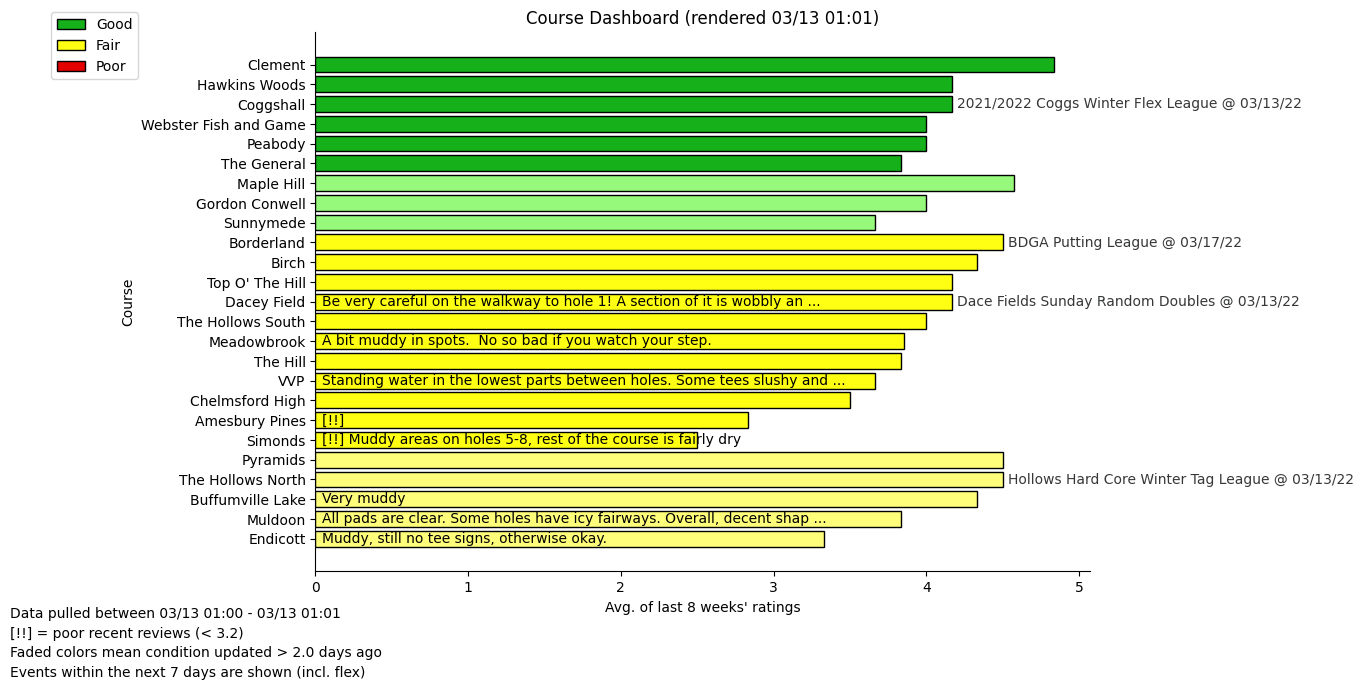 Course Dashboard (rendered 03/13 01:01)
Good
Fair
Poor
Course
Clement
Hawkins Woods
Coggshall 2021/2022 Coggs Winter Flex League @ 03/13/22
Webster Fish and Game
Peabody
The General
Maple Hill
Gordon Conwell
Sunnymede
Borderland BDGA Putting League @ 03/17/22
Birch
Top O' The Hill
Dacey Field Be very careful on the walkway to hole 1! A section of it is wobbly an ... Dace Fields Sunday Random Doubles @ 03/13/22
The Hollows South
Meadowbrook A bit muddy in spots.  No so bad if you watch your step.
The Hill
VVP Standing water in the lowest parts between holes. Some tees slushy and ...
Chelmsford High
Amesbury Pines [!!]
Simonds [!!] Muddy areas on holes 5-8, rest of the course is fairly dry
Pyramids
The Hollows North Hollows Hard Core Winter Tag League @ 03/13/22
Buffumville Lake Very muddy
Muldoon All pads are clear. Some holes have icy fairways. Overall, decent shap ...
Endicott Muddy, still no tee signs, otherwise okay.
0 1 2 3 4 5
Avg. of last 8 weeks' ratings
Data pulled between 03/13 01:00 - 03/13 01:01
[!!] = poor recent reviews (< 3.2)
Faded colors mean condition updated > 2.0 days ago
Events within the next 7 days are shown (incl. flex)